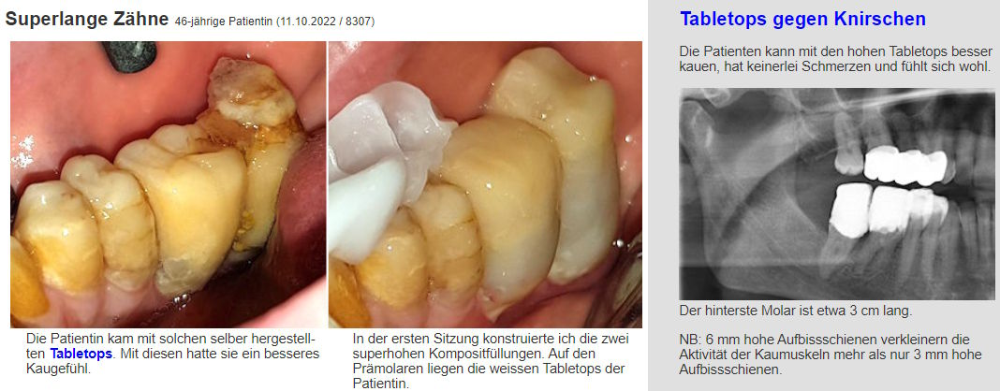 Superlange Zähne 46-jährige Patientin (11.10.2022 / 8307)
Die Patientin kam mit solchen selber hergestell-
ten Tabletops. Mit diesen hatte sie ein besseres
Kaugefühl.
In der ersten Sitzung konstruierte ich die zwei
superhohen Kompositfüllungen. Auf den
Prämolaren liegen die weissen Tabletops der
Patientin.
Tabletops gegen Knirschen
Die Patienten kann mit den hohen Tabletops besser
kauen, hat keinerlei Schmerzen und fühlt sich wohl.
Der hinterste Molar ist etwa 3 cm lang.
NB: 6 mm hohe Aufbissschienen verkleinern die
Aktivität der Kaumuskeln mehr als nur 3 mm hohe
Aufbissschienen.